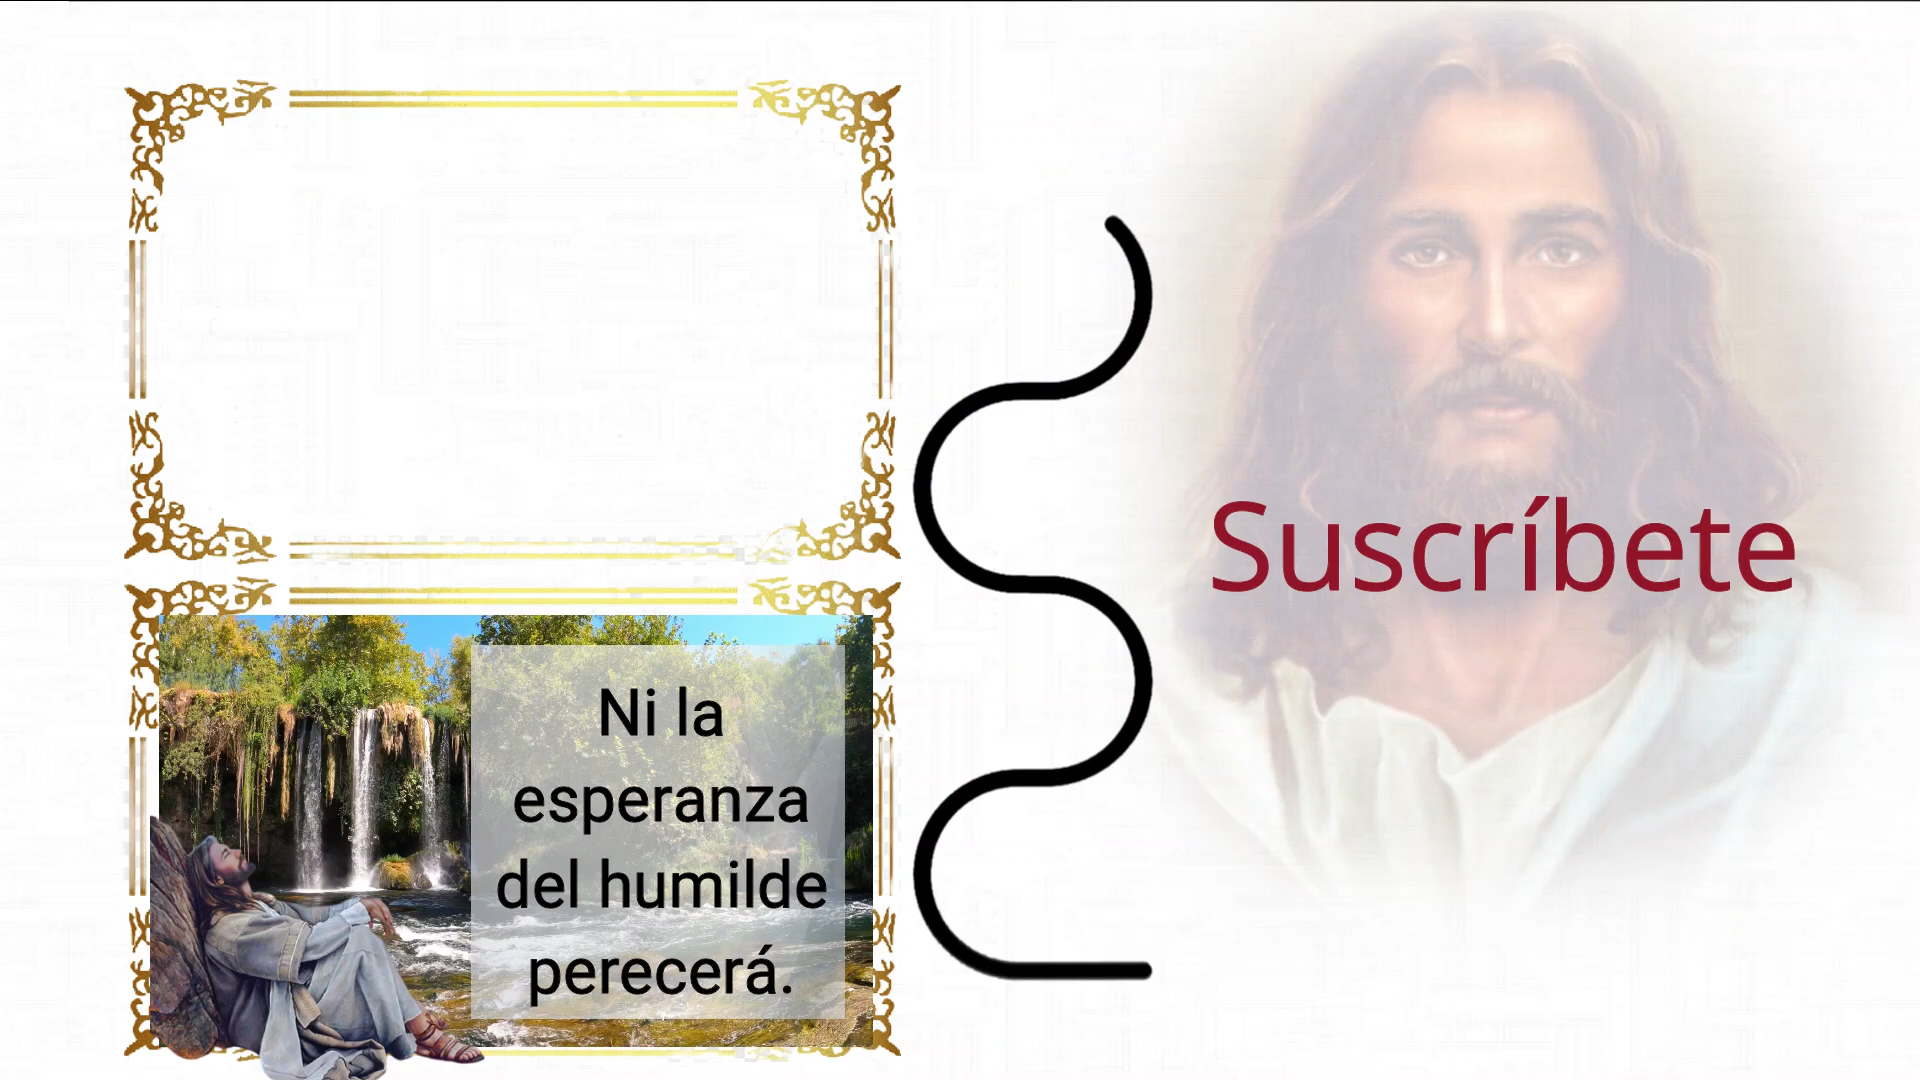 Ni la
esperanza
del humilde
perecerá.
Suscríbete